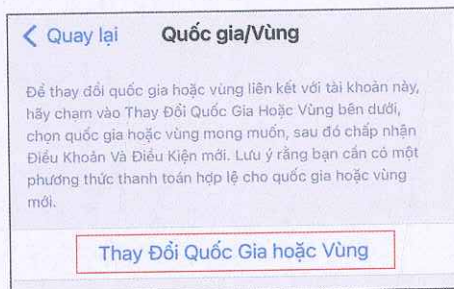 Quay lại Quốc gia/Vùng
Để thay đổi quốc gia hoặc vùng liên kết với tài khoản này,
hãy chạm vào Thay Đổi Quốc Gia Hoặc Vùng bên dưới,
chọn quốc gia hoặc vùng mong muốn, sau đó chấp nhận
Điều Khoản Và Điều Kiện mới. Lưu ý rằng bạn cần có một
phương thức thanh toán hợp lệ cho quốc gia hoặc vùng
mới.
Thay Đổi Quốc Gia hoặc Vùng